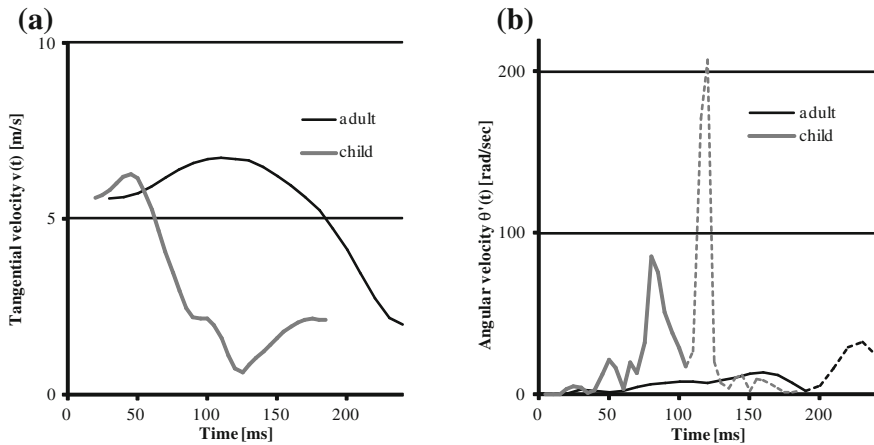 (a)
10
5
0
Tangential velocity v(t) [m/s]
adult
child
0 50 100 150 200
Time [ms]
(b)
200
100
0
Angular velocity θ'(t) [rad/sec]
adult
child
0 50 100 150 200
Time [ms]